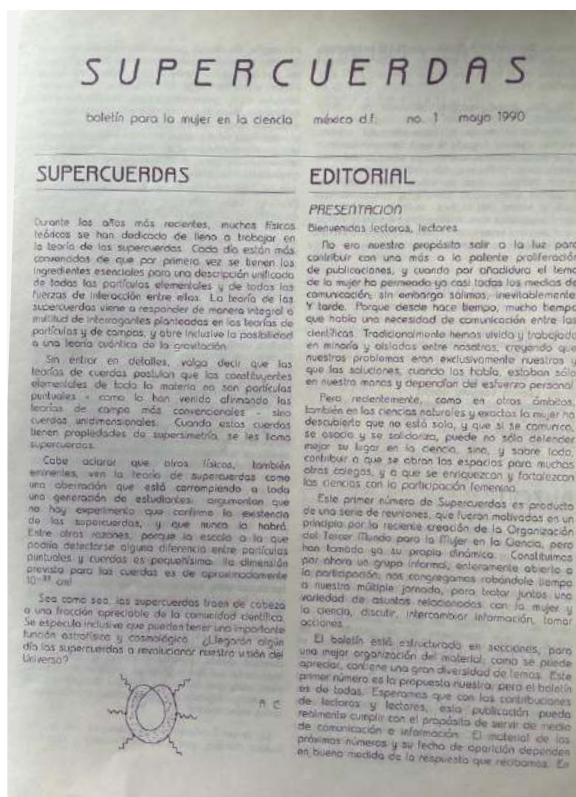 SUPERCUERDAS
boletín para la mujer en la ciencia méxico d.f. no. 1 mayo 1990
SUPERCUERDAS
Durante los años más recientes, muchos físicos
teóricos se han dedicado de lleno a trabajar en
la teoría de las supercuerdas. Cada día están más
convencidos de que por primera vez se tienen los
ingredientes esenciales para una descripción unificada
de todas las partículas elementales y de todas las
fuerzas de interacción entre ellas. La teoría de las
supercuerdas viene a responder de manera integral a
multitud de interrogantes planteadas en las teorías de
partículas y de campos, y abre inclusive la posibilidad
a una teoría cuántica de la gravitación.
Sin entrar en detalles, valga decir que las
teorías de cuerdas postulan que los constituyentes
elementales de toda la materia no son partículas
puntuales - como lo han venido afirmando las
teorías de campo más convencionales - sino
cuerdas unidimensionales. Cuando estas cuerdas
tienen propiedades de supersimetría, se les llama
supercuerdas.
Cabe aclarar que otros físicos, también
eminentes, ven la teoría de supercuerdas como
una aberración que está corrompiendo a toda
una generación de estudiantes: argumentan que
no hay experimento que confirme la existencia
de las supercuerdas, y que nunca lo habrá.
Entre otras razones, porque la escala a la que
podría detectarse alguna diferencia entre partículas
puntuales y cuerdas es pequeñísima (la dimensión
prevista para las cuerdas es de aproximadamente
cm)
Sea como sea, las supercuerdas traen de cabeza
a una fracción apreciable de la comunidad científica.
Se especula inclusive que puedan tener una importante
función astrofísica y cosmológica. ¿Llegarán algún
día las supercuerdas a revolucionar nuestra visión del
Universo?
A C
EDITORIAL
PRESENTACION
Bienvenidas lectoras, lectores.
No era nuestro propósito salir a la luz para
contribuir con una más a la patente proliferación
de publicaciones, y cuando por añadidura el tema
de la mujer ha permeado ya casi todos los medios de
comunicación; sin embargo salimos, inevitablemente.
Y tarde. Porque desde hace tiempo, mucho tiempo
que había una necesidad de comunicación entre las
científicas. Tradicionalmente hemos vivido y trabajado
en minoría y aisladas entre nosotras, creyendo que
nuestros problemas eran exclusivamente nuestros y
que las soluciones, cuando las había, estaban sólo
en nuestra manos y dependían del esfuerzo personal.
Pero recientemente, como en otros ámbitos,
también en las ciencias naturales y exactas la mujer ha
descubierto que no está sola, y que si se comunica,
se asocia y se solidariza, puede no sólo defender
mejor su lugar en la ciencia, sino, y sobre todo,
contribuir a que se abran los espacios para muchas
otras colegas, y a que se enriquezcan y fortalezcan
las ciencias con la participación femenina.
Este primer número de Supercuerdas es producto
de una serie de reuniones, que fueron motivadas en un
principio por la reciente creación de la Organización
del Tercer Mundo para la Mujer en la Ciencia, pero
han tomado ya su propia dinámica. Constituimos
por ahora un grupo informal, enteramente abierto a
la participación; nos congregamos robándole tiempo
a nuestra múltiple jornada, para tratar juntas una
variedad de asuntos relacionados con la mujer y
la ciencia, discutir, intercambiar información, tomar
acciones.
El boletín está estructurado en secciones, para
una mejor organización del material; como se puede
apreciar, contiene una gran diversidad de temas. Este
primer número es la propuesta nuestra, pero el boletín
es de todas. Esperamos que con las contribuciones
de lectoras y lectores, esta publicación pueda
realmente cumplir con el propósito de servir de medio
de comunicación e información. El material de los
próximos números y su fecha de aparición dependen
en buena medida de la respuesta que recibamos. En